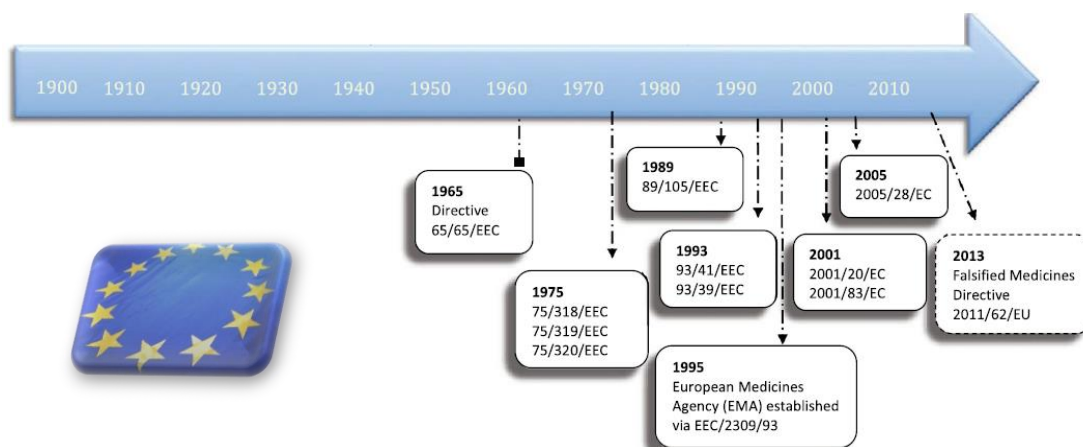 1900 1910 1920 1930 1940 1950 1960 1970 1980 1990 2000 2010
1965
Directive
65/65/EEC
1975
75/318/EEC
75/319/EEC
75/320/EEC
1989
89/105/EEC
1993
93/41/EEC
93/39/EEC
1995
European Medicines
Agency (EMA) established
via EEC/2309/93
2001
2001/20/EC
2001/83/EC
2005
2005/28/EC
2013
Falsified Medicines
Directive
2011/62/EU